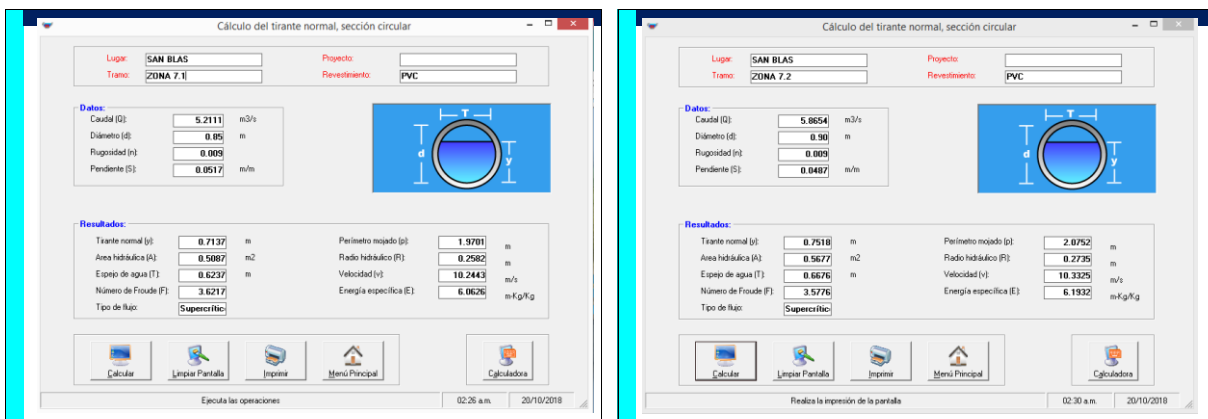 Cálculo del tirante normal, sección circular
Lugar: SAN BLAS Proyecto:
Tramo: ZONA 7.1 Revestimiento: PVC
Datos:
Caudal (Q): 5.2111 m3/s
Diámetro (d): 0.85 m
Rugosidad (n): 0.009
Pendiente (S): 0.0517 m/m
T
d
y
Resultados:
Tirante normal (y): 0.7137 m Perímetro mojado (p): 1.9701 m
Area hidráulica (A): 0.5087 m2 Radio hidráulico (R): 0.2582 m
Espejo de agua (T): 0.6237 m Velocidad (v): 10.2443 m/s
Número de Froude (F): 3.6217 Energía específica (E): 6.0626 m-Kg/Kg
Tipo de flujo: Supercrític
Calcular Limpiar Pantalla Imprimir Menú Principal Calculadora
Ejecuta las operaciones 02:26 a.m. 20/10/2018
Cálculo del tirante normal, sección circular
Lugar: SAN BLAS Proyecto:
Tramo: ZONA 7.2 Revestimiento: PVC
Datos:
Caudal (Q): 5.8654 m3/s
Diámetro (d): 0.90 m
Rugosidad (n): 0.009
Pendiente (S): 0.0487 m/m
T
d
y
Resultados:
Tirante normal (y): 0.7518 m Perímetro mojado (p): 2.0752 m
Area hidráulica (A): 0.5677 m2 Radio hidráulico (R): 0.2735 m
Espejo de agua (T): 0.6676 m Velocidad (v): 10.3325 m/s
Número de Froude (F): 3.5776 Energía específica (E): 6.1932 m-Kg/Kg
Tipo de flujo: Supercrític
Calcular Limpiar Pantalla Imprimir Menú Principal Calculadora
Realiza la impresión de la pantalla 02:30 a.m. 20/10/2018